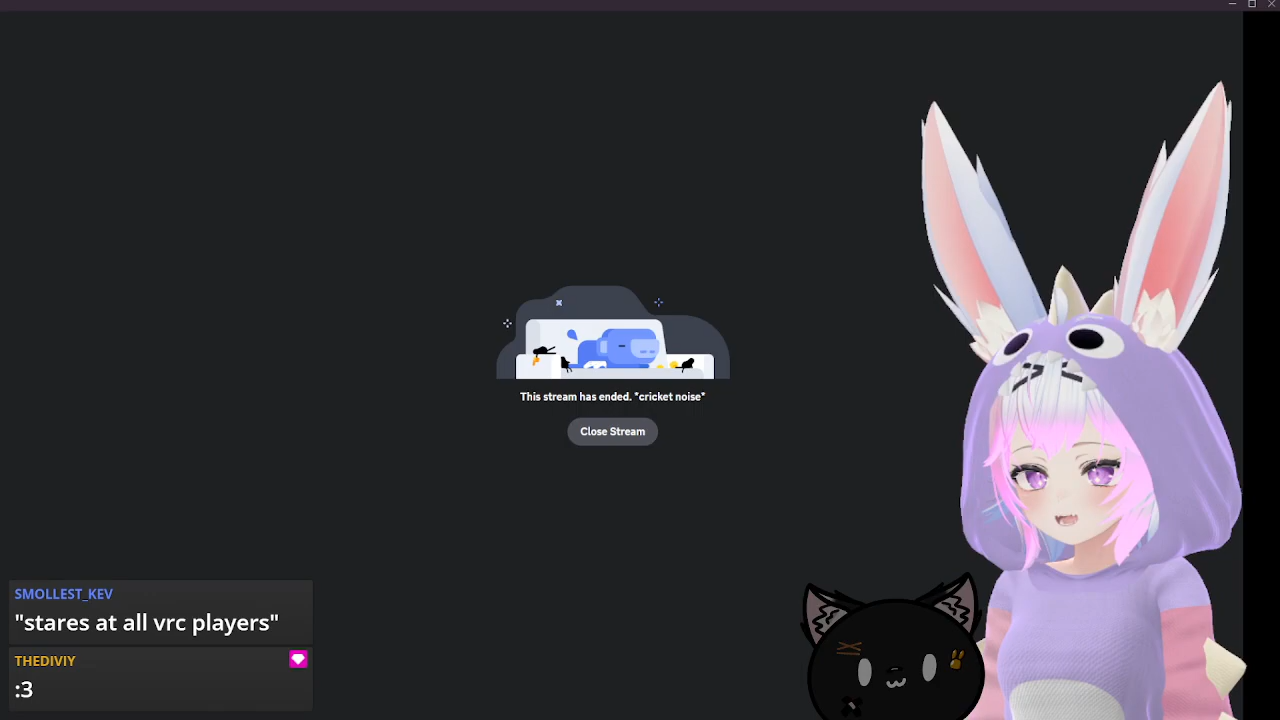 This stream has ended. *cricket noise*
Close Stream
SMOLLEST_KEV
"stares at all vrc players"
THEDIVIY
:3